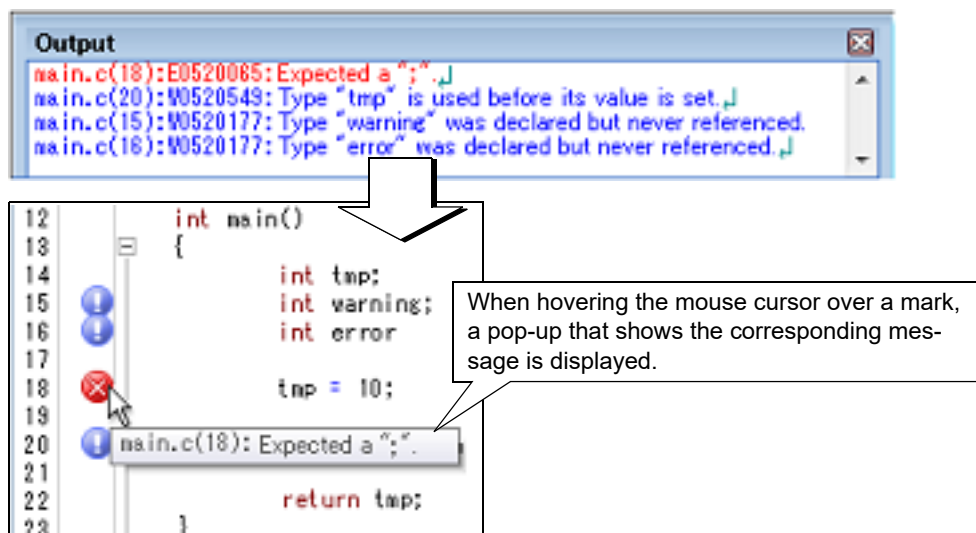 Output
main.c(18):E0520065:Expected a ";".
main.c(20):W0520549:Type "tmp" is used before its value is set.
main.c(15):W0520177:Type "warning" was declared but never referenced.
main.c(16):W0520177:Type "error" was declared but never referenced.
12 int main()
13 {
14 int tmp;
15 int warning;
16 int error
17
18 tmp = 10;
19
20
21
22 return tmp;
23 }
main.c(18): Expected a ";".
When hovering the mouse cursor over a mark,
a pop-up that shows the corresponding mes-
sage is displayed.